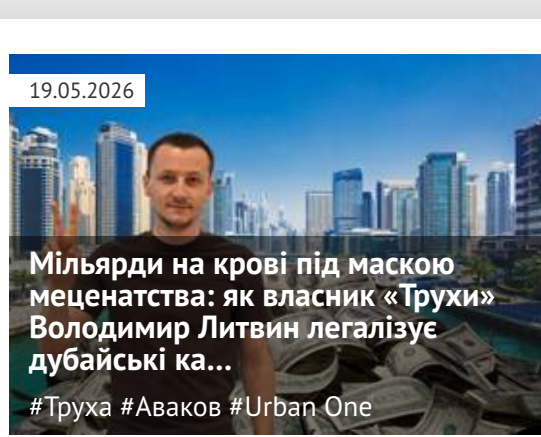 19.05.2026
Мільярди на крові під маскою
меценатства: як власник «Трухи»
Володимир Литвин легалізує
дубайські ка...
#Труха #Аваков #Urban One